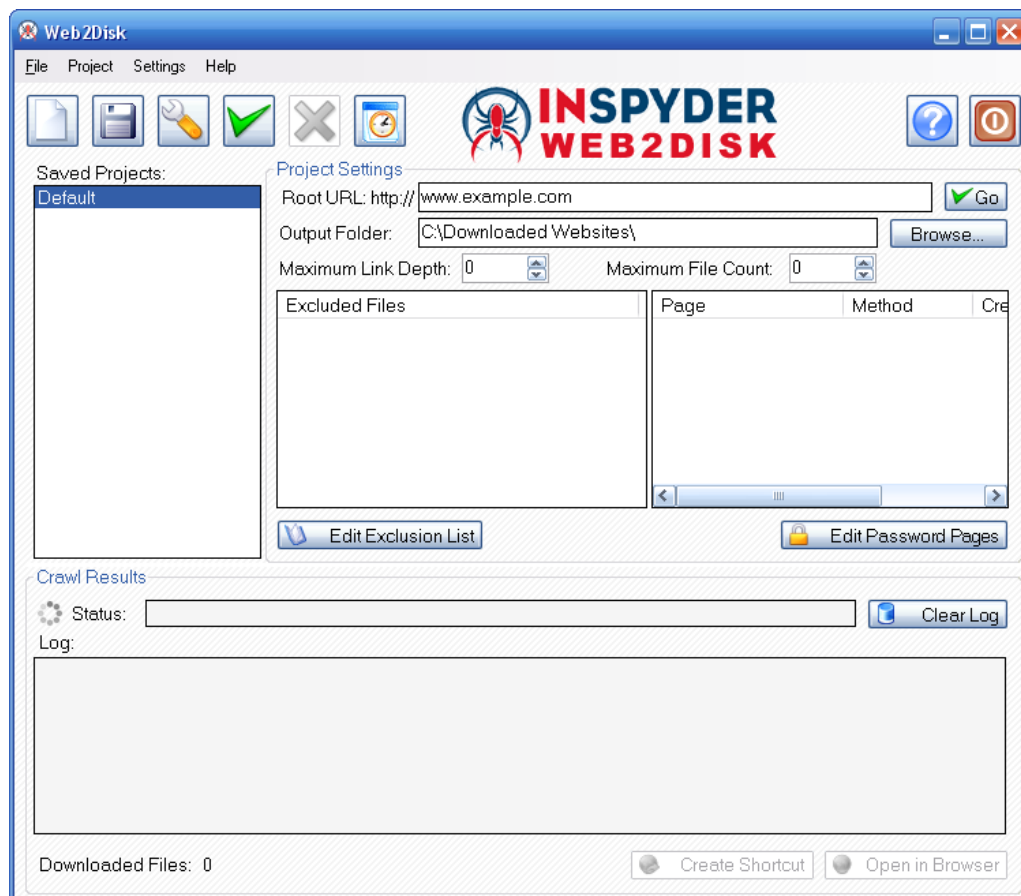 Web2Disk
File Project Settings Help
INSPYDER
WEB2DISK
Saved Projects:
Default
Project Settings
Root URL: http:// www.example.com Go
Output Folder: C:\Downloaded Websites\ Browse...
Maximum Link Depth: 0 Maximum File Count: 0
Excluded Files Page Method Cre
Edit Exclusion List Edit Password Pages
Crawl Results
Status: Clear Log
Log:
Downloaded Files: 0 Create Shortcut Open in Browser